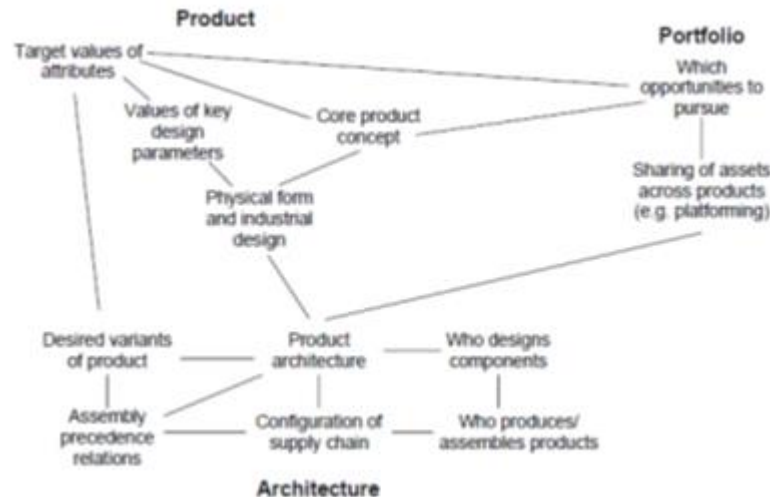 Product
Target values of
attributes
Portfolio
Which
opportunities to
pursue
Values of key
design
parameters
Core product
concept
Sharing of assets
across products
(e.g. platforming)
Physical form
and industrial
design
Desired variants
of product
Product
architecture
Who designs
components
Assembly
precedence
relations
Configuration of
supply chain
Who produces/
assembles products
Architecture